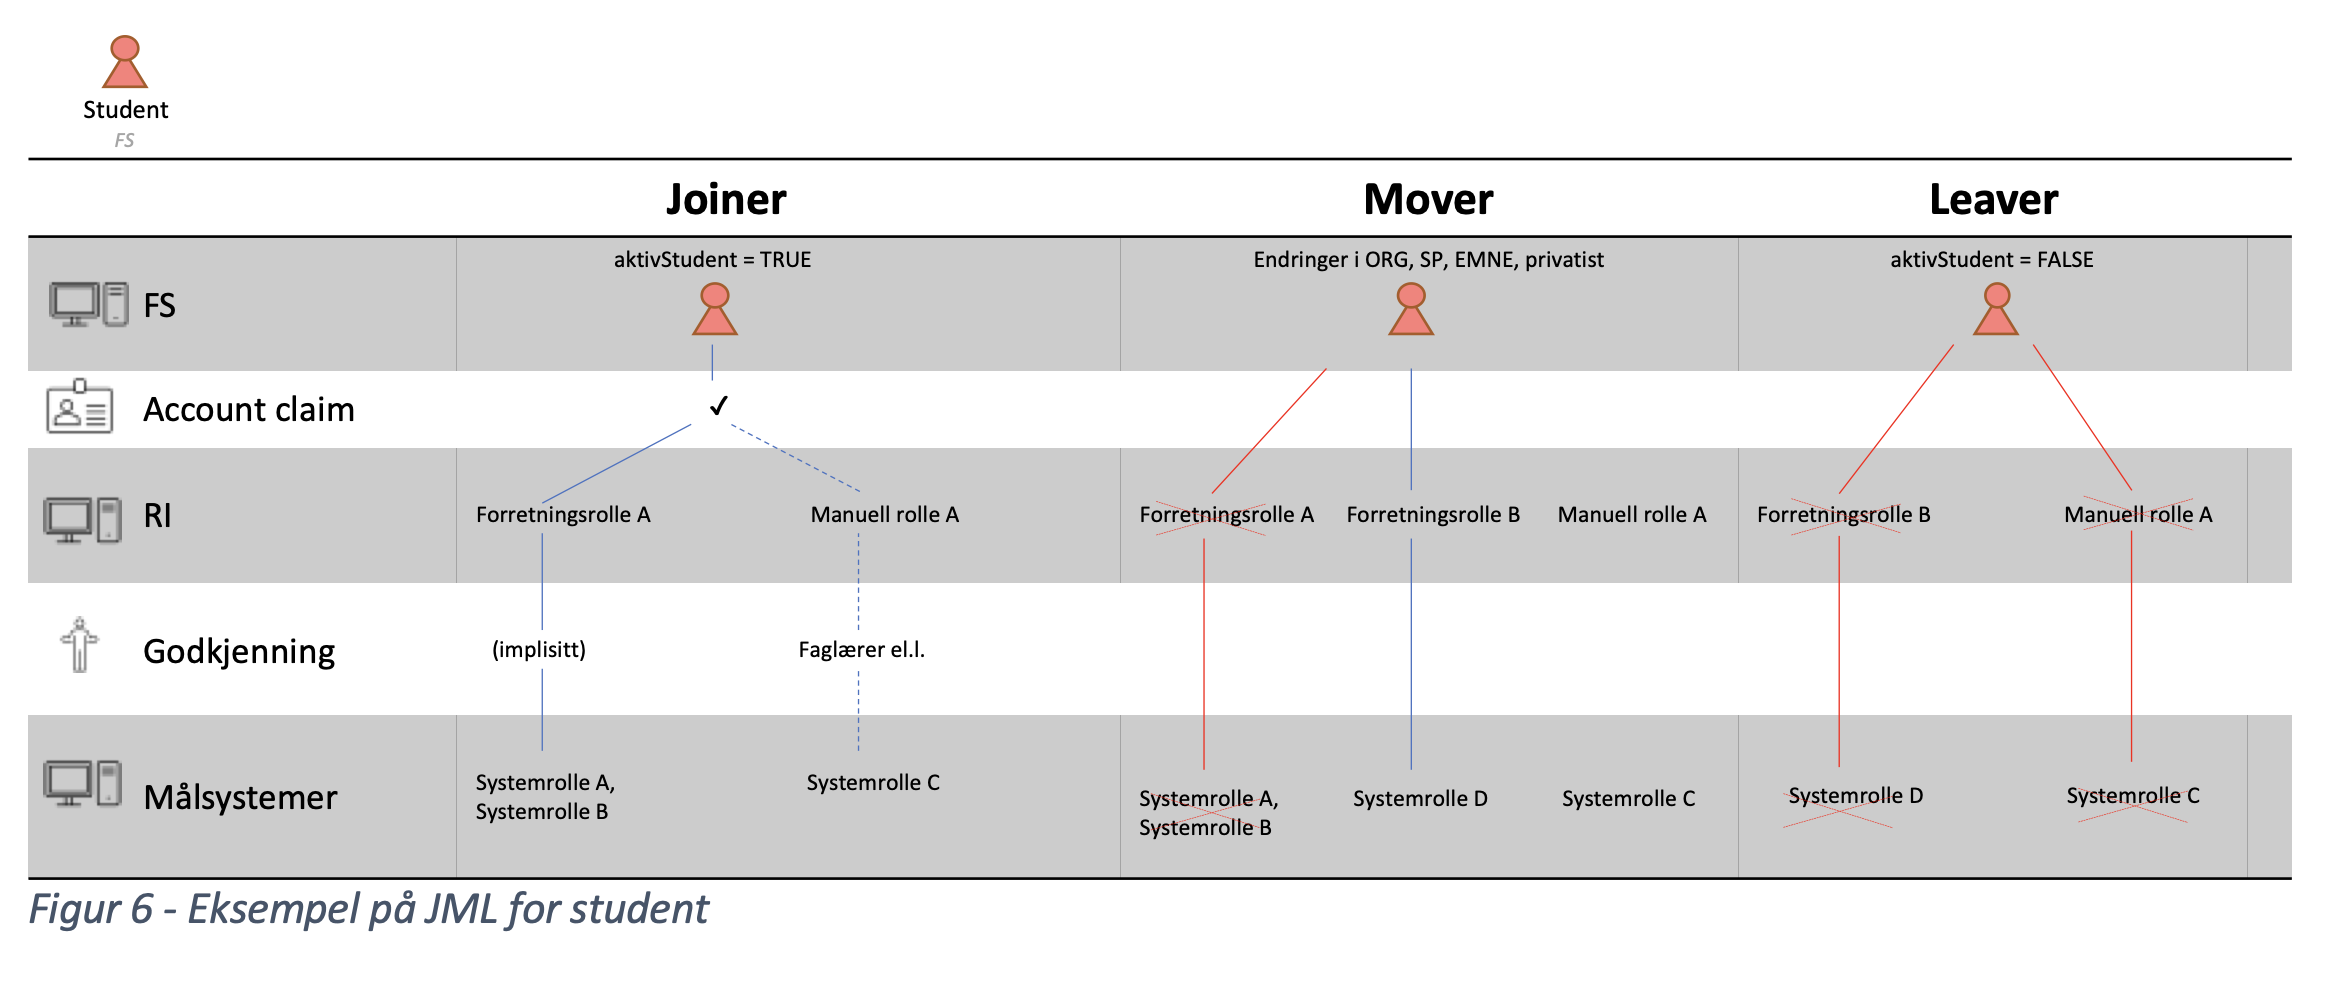 Student
FS
Joiner
Mover
Leaver
FS
aktivStudent = TRUE
Endringer i ORG, SP, EMNE, privatist
aktivStudent = FALSE
Account claim
RI
Forretningsrolle A
Manuell rolle A
Forretningsrolle A
Forretningsrolle B
Manuell rolle A
Forretningsrolle B
Manuell rolle A
Godkjenning
(implisitt)
Faglærer el.l.
Målsystemer
Systemrolle A,
Systemrolle B
Systemrolle C
Systemrolle A,
Systemrolle B
Systemrolle D
Systemrolle C
Systemrolle D
Systemrolle C
Figur 6 - Eksempel på JML for student